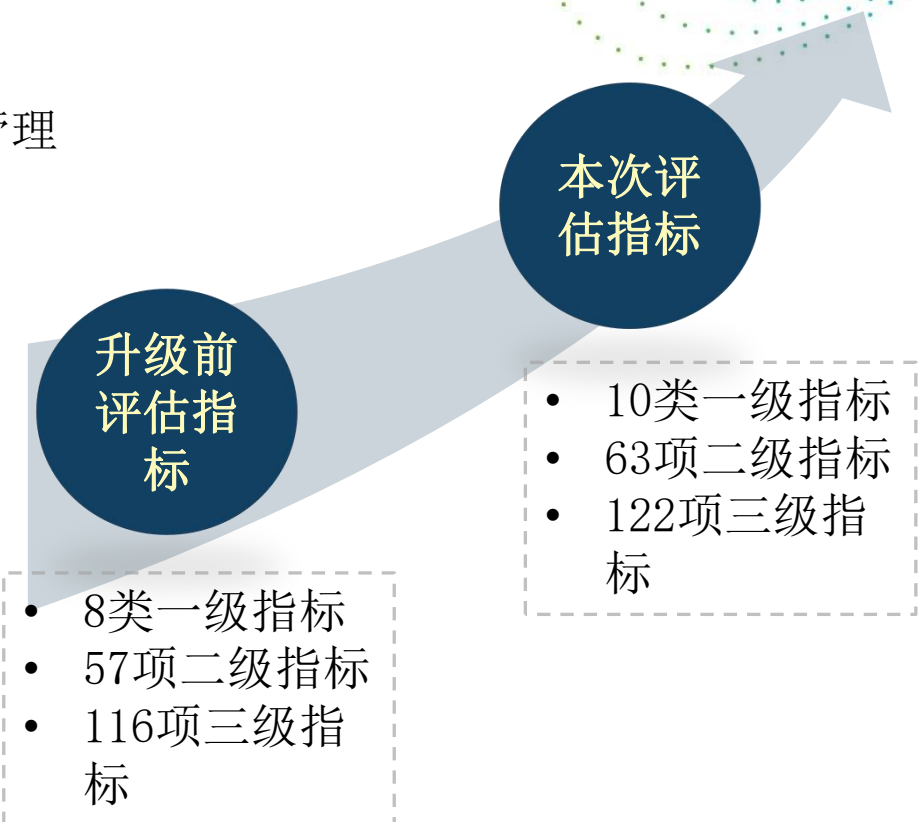 理
本次评
估指标
升级前
评估指
标
• 10类一级指标
• 63项二级指标
• 122项三级指
标
• 8类一级指标
• 57项二级指标
• 116项三级指
标